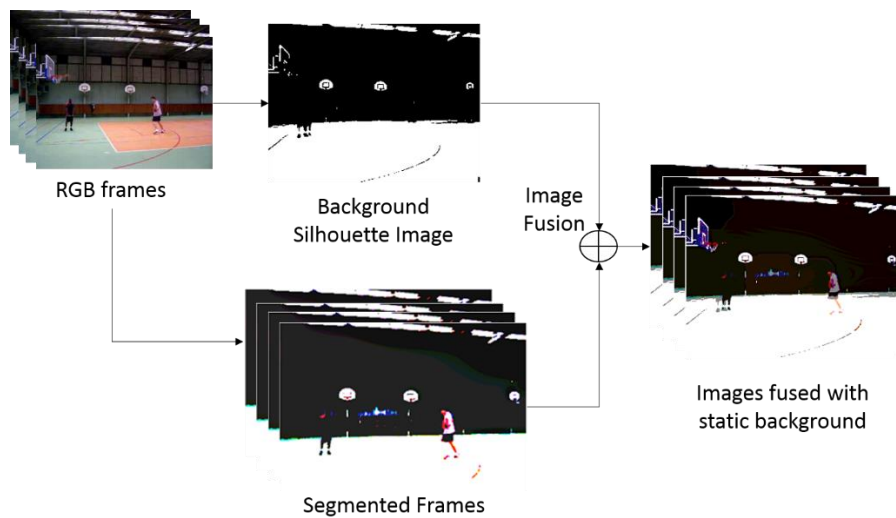 RGB frames
Background
Silhouette Image
Image
Fusion
Segmented Frames
Images fused with
static background